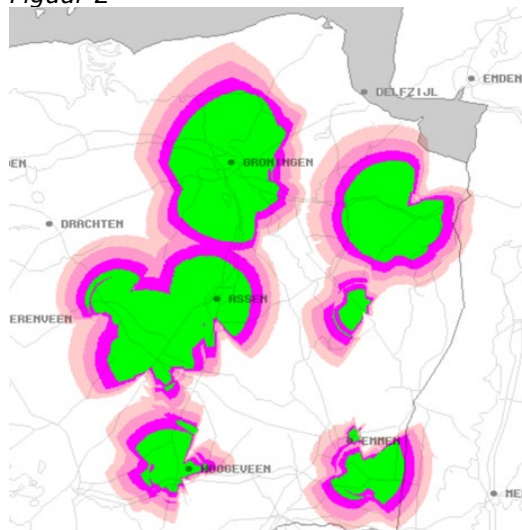 Figuur 2
EMDEN
DELFZIJL
GRONINGEN
EN
DRACHTEN
ASSEN
ERENVEEN
EMMEN
HOOGEVEEN
ME